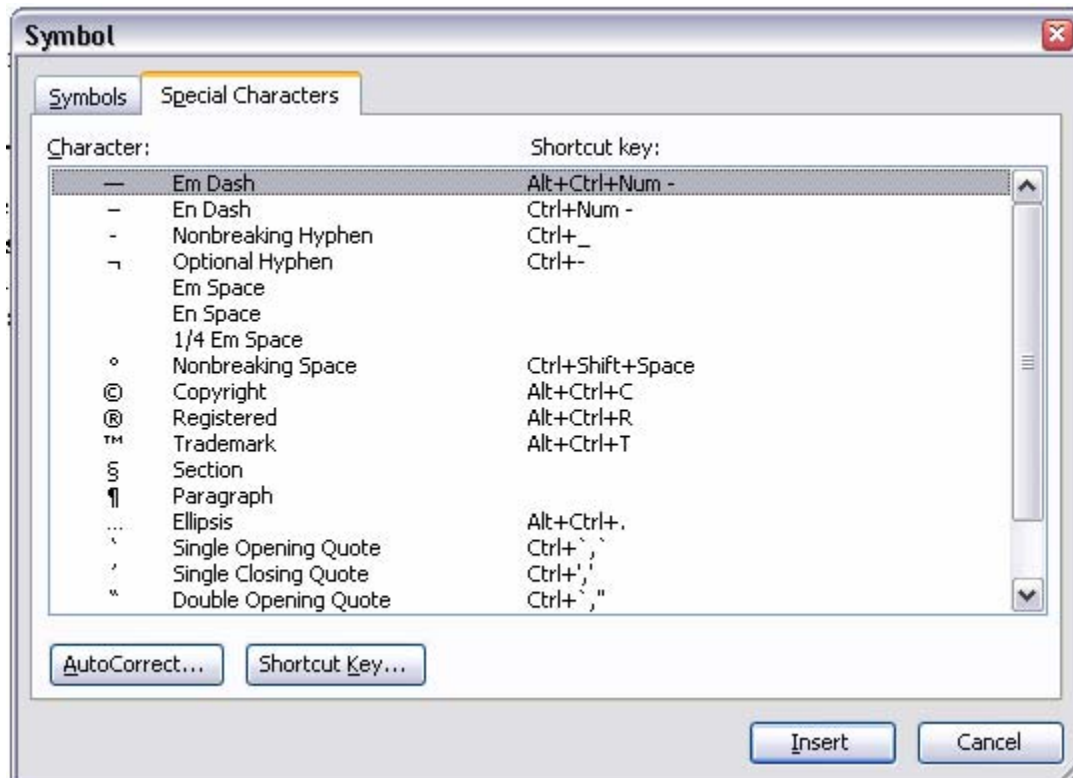 Symbol
Symbols Special Characters
Character: Shortcut key:
— Em Dash Alt+Ctrl+Num -
– En Dash Ctrl+Num -
- Nonbreaking Hyphen Ctrl+_
¬ Optional Hyphen Ctrl+-
Em Space
En Space
1/4 Em Space
° Nonbreaking Space Ctrl+Shift+Space
© Copyright Alt+Ctrl+C
® Registered Alt+Ctrl+R
™ Trademark Alt+Ctrl+T
§ Section
¶ Paragraph
… Ellipsis Alt+Ctrl+.
‘ Single Opening Quote Ctrl+`,`
’ Single Closing Quote Ctrl+','
“ Double Opening Quote Ctrl+`,"
AutoCorrect... Shortcut Key...
Insert Cancel